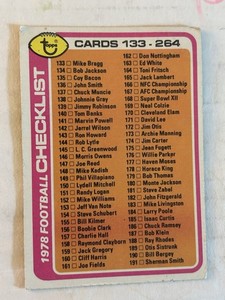 topps
CARDS 133 - 264
1978 FOOTBALL CHECKLIST
133 Mike Bragg
134 Bob Jackson
135 Coy Bacon
136 John Smith
137 Chuck Muncie
138 Johnnie Gray
139 Jimmy Robinson
140 Tom Banks
141 Marvin Powell
142 Jerrel Wilson
143 Ron Howard
144 Rob Lytle
145 L. C. Greenwood
146 Morris Owens
147 Joe Reed
148 Mike Kadish
149 Phil Villapiano
150 Lydell Mitchell
151 Randy Logan
152 Mike Williams
153 Jeff Van Note
154 Steve Schubert
155 Bill Kilmer
156 Boobie Clark
157 Charlie Hall
158 Raymond Clayborn
159 Jack Gregory
160 Cliff Harris
161 Joe Fields
162 Don Nottingham
163 Ed White
164 Toni Fritsch
165 Jack Lambert
166 NFC Champions
167 AFC Champions
168 Super Bowl XII
169 Neal Colzie
170 Cleveland Elam
171 David Lee
172 Jim Otis
173 Archie Manning
174 Jim Carter
175 Jean Fugett
176 Willie Parker
177 Haven Moses
178 Horace King
179 Bob Thomas
180 Monte Jackson
181 Steve Zabel
182 John Fitzgerald
183 Mike Livingston
184 Larry Poole
185 Isaac Curtis
186 Chuck Ramsey
187 Bob Klein
188 Ray Rhodes
189 Otis Sistrunk
190 Bill Bergey
191 Sherman Smith